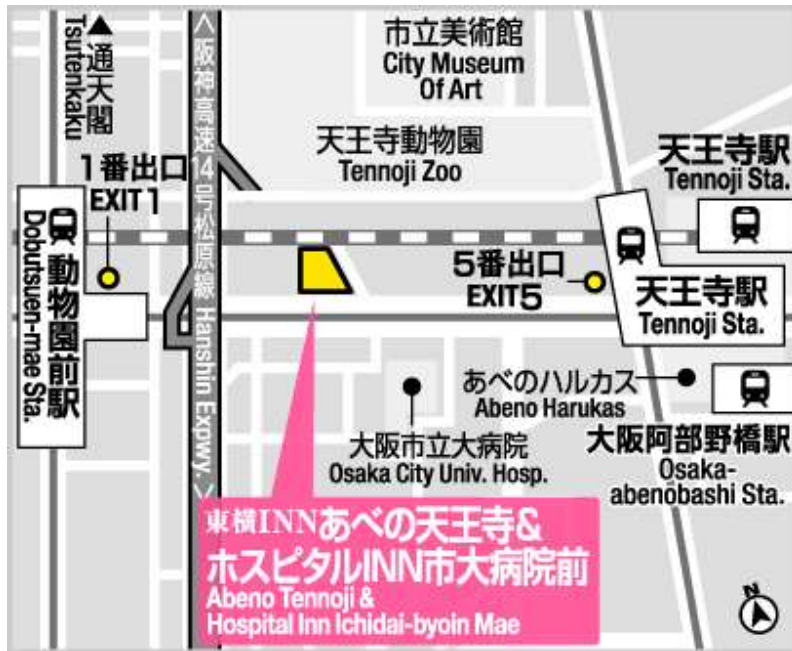 ▲通天閣
Tsutenkaku
＜阪神高速14号松原線 Hanshin Expwy.＞
市立美術館
City Museum
Of Art
天王寺動物園
Tennoji Zoo
天王寺駅
Tennoji Sta.
1番出口
EXIT1
動物園前駅
Dobutsuen-mae Sta.
5番出口
EXIT5
天王寺駅
Tennoji Sta.
あべのハルカス
Abeno Harukas
大阪市立大病院
Osaka City Univ. Hosp.
大阪阿部野橋駅
Osaka-
abenobashi Sta.
東横INNあべの天王寺&
ホスピタルINN市大病院前
Abeno Tennoji &
Hospital Inn Ichidai-byoin Mae
N